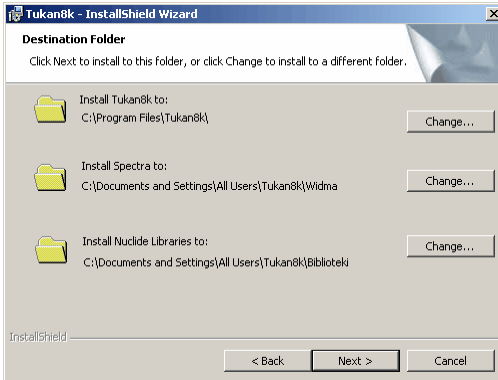 Tukan8k - InstallShield Wizard
Destination Folder
Click Next to install to this folder, or click Change to install to a different folder.
Install Tukan8k to:
C:\Program Files\Tukan8k\
Change...
Install Spectra to:
C:\Documents and Settings\All Users\Tukan8k\Widma
Change...
Install Nuclide Libraries to:
C:\Documents and Settings\All Users\Tukan8k\Biblioteki
Change...
InstallShield
< Back
Next >
Cancel